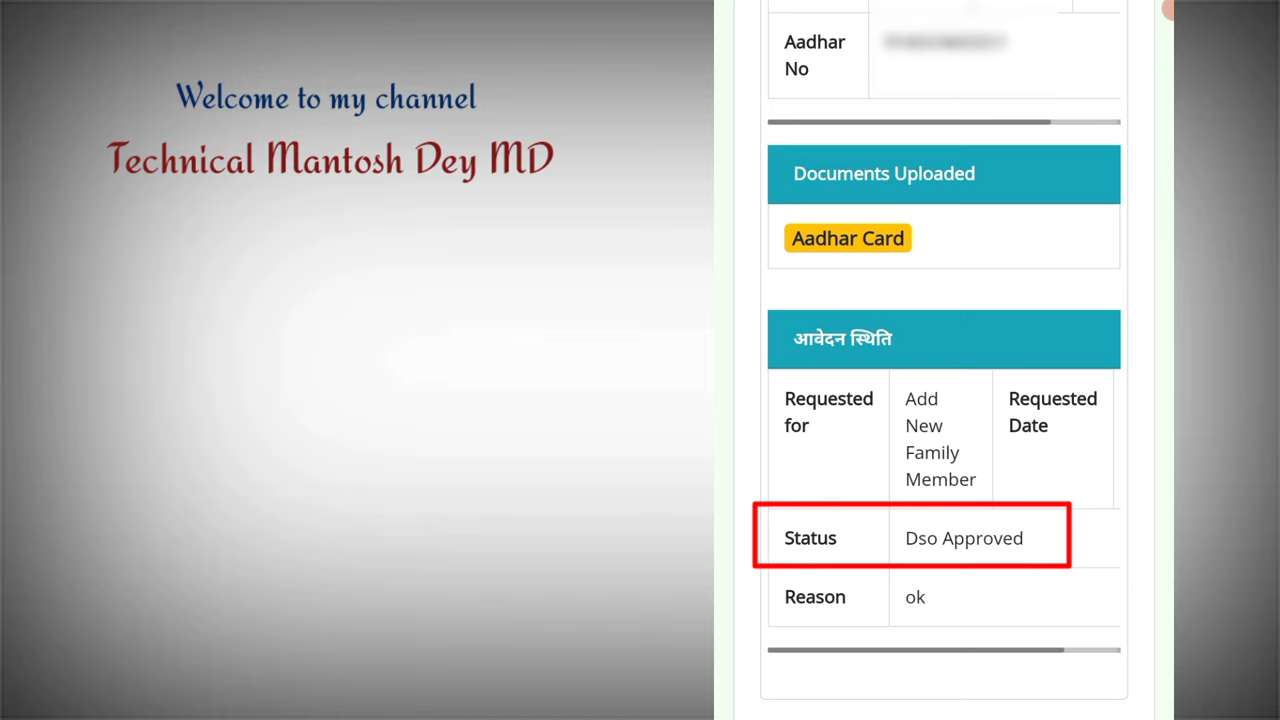 Welcome to my channel
Technical Mantosh Dey MD
Aadhar
No
Documents Uploaded
Aadhar Card
आवेदन स्थिति
Requested
for
Add
New
Family
Member
Requested
Date
Status
Dso Approved
Reason
ok